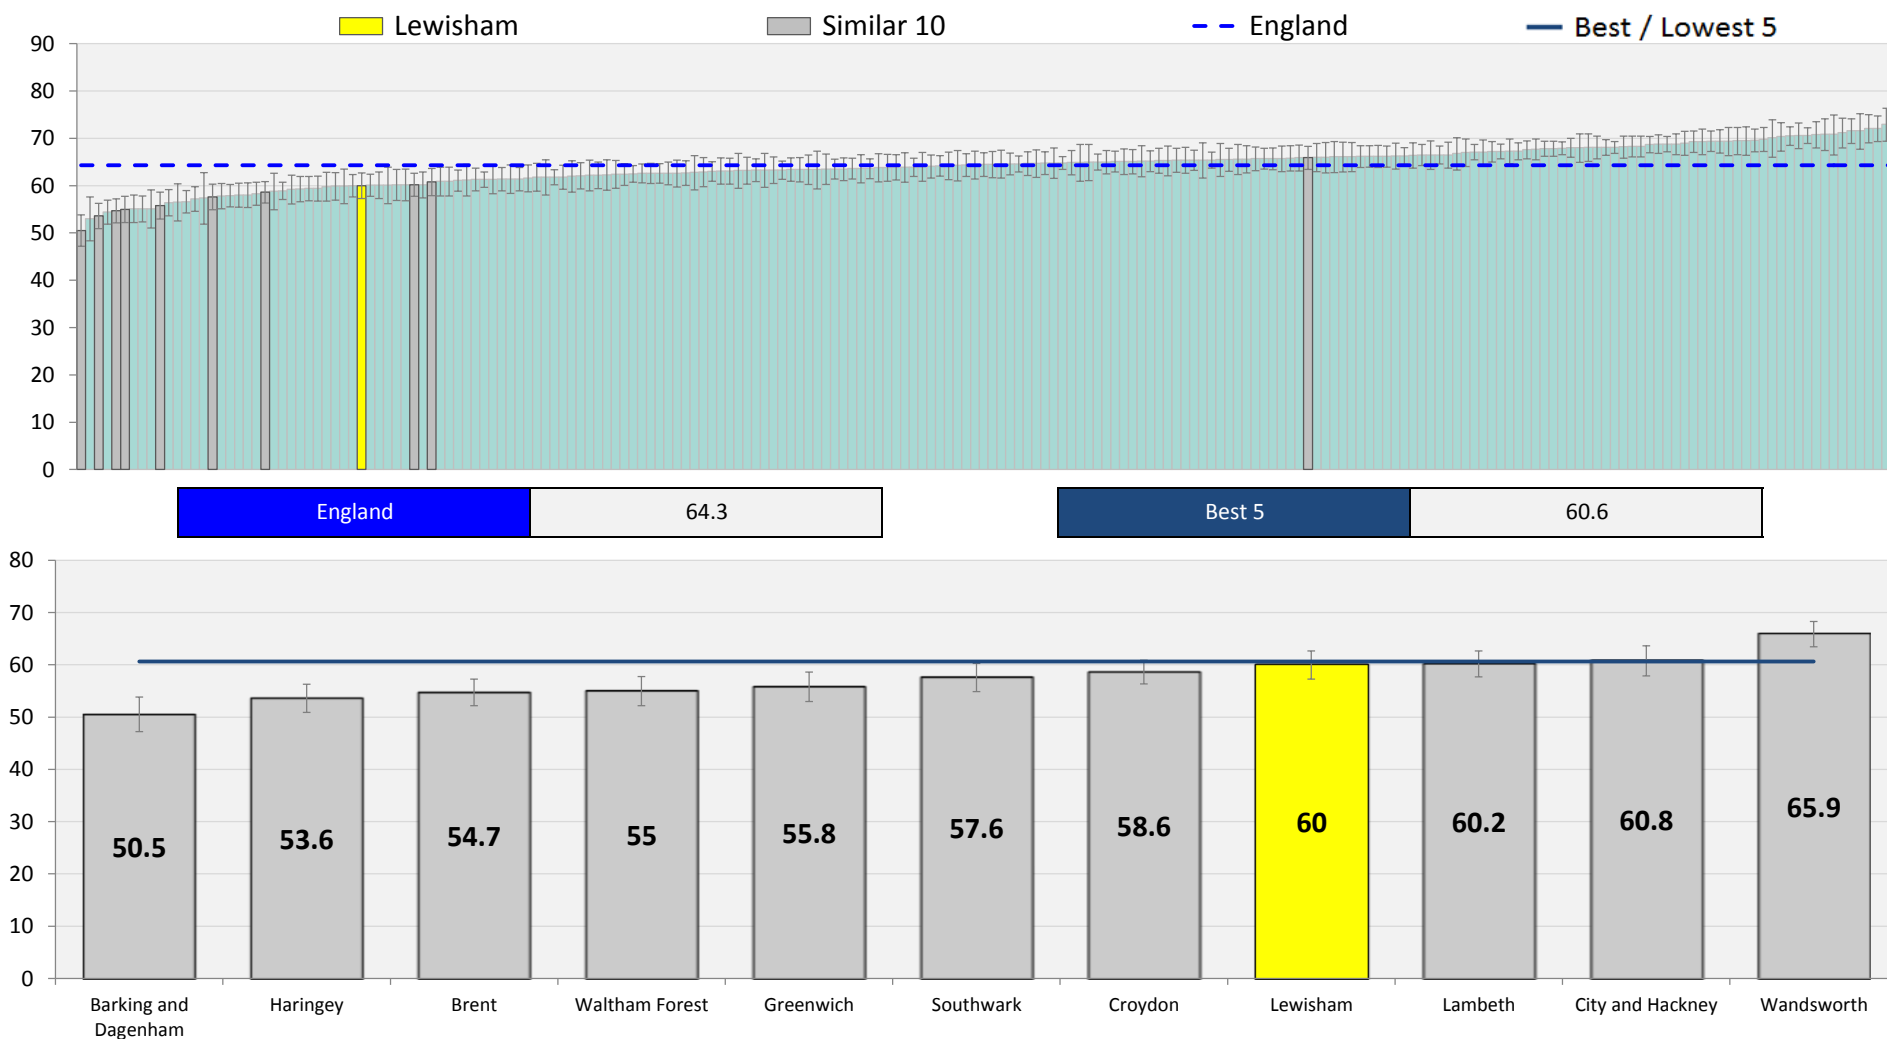 Lewisham
Similar 10
England
Best / Lowest 5
90
80
70
60
50
40
30
20
10
0
England 64.3
Best 5 60.6
80
70
60
50
40
30
20
10
0
50.5
53.6
54.7
55
55.8
57.6
58.6
60
60.2
60.8
65.9
Barking and
Dagenham
Haringey
Brent
Waltham Forest
Greenwich
Southwark
Croydon
Lewisham
Lambeth
City and Hackney
Wandsworth